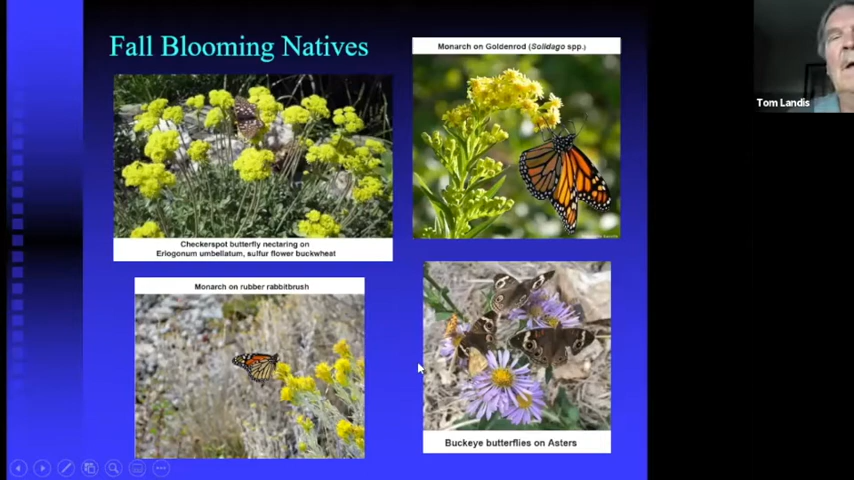 Fall Blooming Natives
Monarch on Goldenrod (Solidago spp.)
Tom Landis
Checkerspot butterfly nectaring on
Eriogonum umbellatum, sulfur flower buckwheat
Monarch on rubber rabbitbrush
Buckeye butterflies on Asters